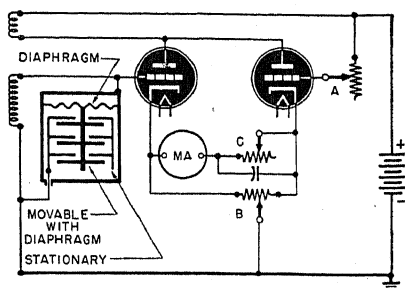 DIAPHRAGM
A
C
MA
B
+
-
MOVABLE
WITH
DIAPHRAGM
STATIONARY